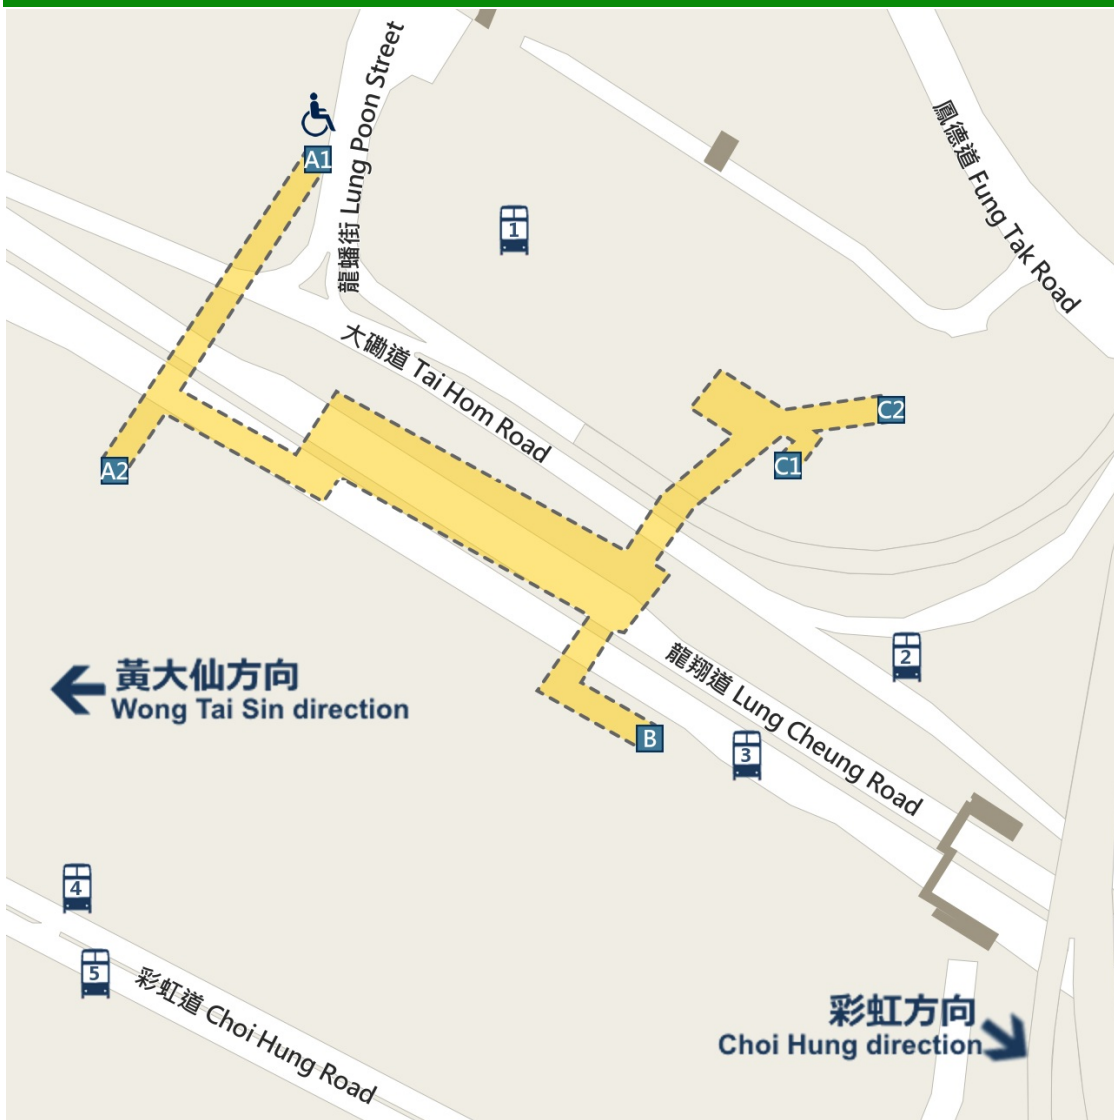 龍蟠街 Lung Poon Street
鳳德道 Fung Tak Road
A1
1
大磡道 Tai Hom Road
C2
C1
A2
2
龍翔道 Lung Cheung Road
黃大仙方向
Wong Tai Sin direction
B
3
4
5
彩虹道 Choi Hung Road
彩虹方向
Choi Hung direction